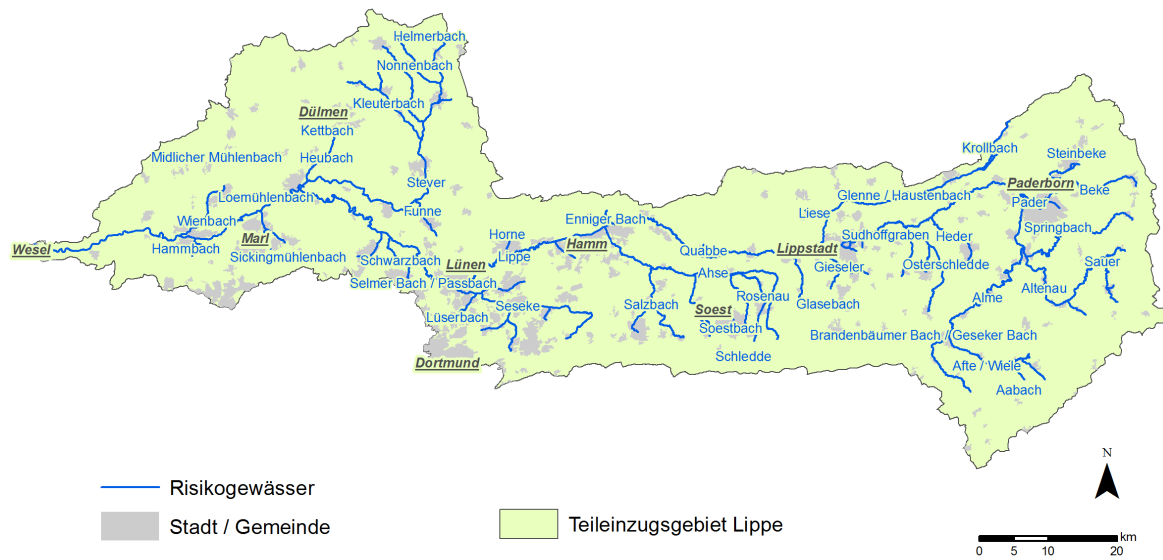 Helmerbach
Nonnenbach
Kleuterbach
Dülmen
Kettbach
Midlicher Mühlenbach
Heubach
Stever
Loemühlenbach
Funne
Wienbach
Wesel
Hammbach
Marl
Sickingmühlenbach
Schwarzbach
Selmer Bach / Passbach
Lünen
Horne
Lippe
Enniger Bach
Hamm
Lüserbach
Seseke
Dortmund
Quabbe
Ahse
Salzbach
Rosenau
Soest
Soestbach
Schledde
Krollbach
Steinbeke
Glenne / Haustenbach
Paderborn
Beke
Pader
Liese
Sudhoffgraben
Heder
Springbach
Lippstadt
Gieseler
Osterschledde
Sauer
Glasebach
Altenau
Alme
Brandenbäumer Bach / Geseker Bach
Afte / Wiele
Aabach
Risikogewässer
Stadt / Gemeinde
Teileinzugsgebiet Lippe
N
km
0 5 10 20